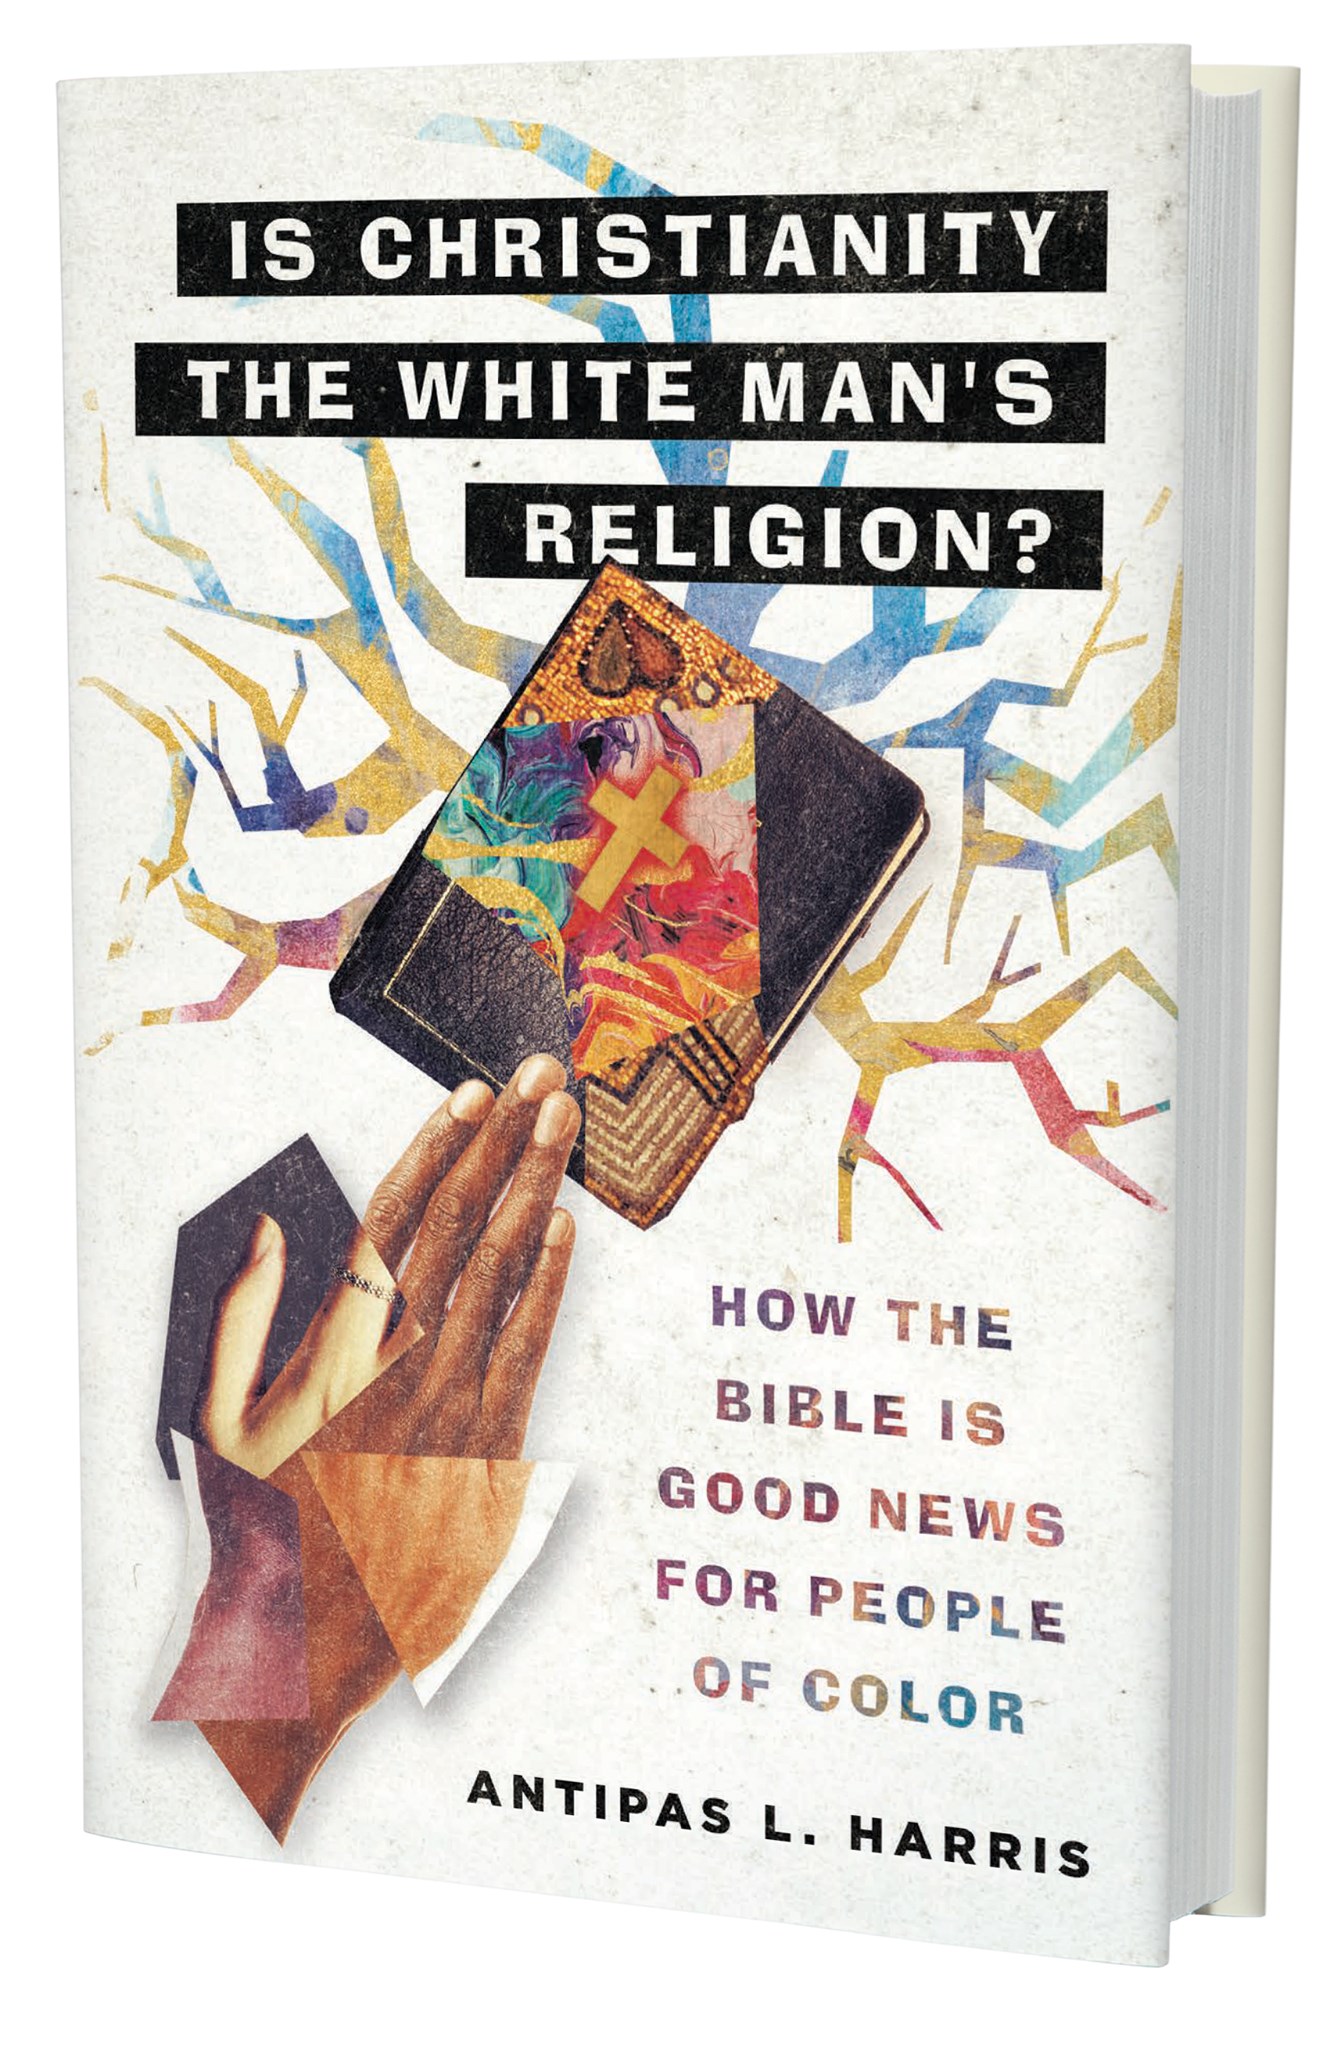 IS CHRISTIANITY
THE WHITE MAN'S
RELIGION?
HOW THE
BIBLE IS
GOOD NEWS
FOR PEOPLE
OF COLOR
ANTIPAS L. HARRIS